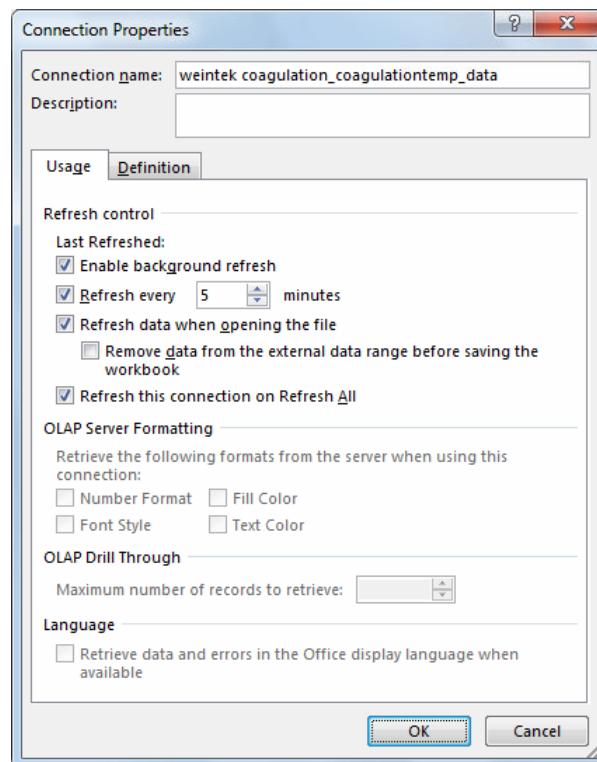 Connection Properties
?
Connection name: weintek coagulation_coagulationtemp_data
Description:
Usage Definition
Refresh control
Last Refreshed:
Enable background refresh
Refresh every 5 minutes
Refresh data when opening the file
Remove data from the external data range before saving the
workbook
Refresh this connection on Refresh All
OLAP Server Formatting
Retrieve the following formats from the server when using this
connection:
Number Format Fill Color
Font Style Text Color
OLAP Drill Through
Maximum number of records to retrieve:
Language
Retrieve data and errors in the Office display language when
available
OK Cancel